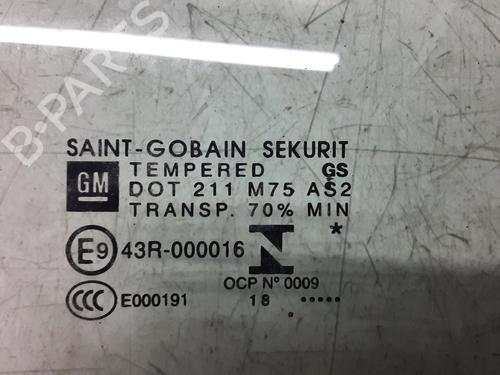 B-PARTS
SAINT-GOBAIN SEKURIT
TEMPERED GS
GM DOT 211 M75 AS2
TRANSP. 70% MIN
E9 43R-000016 N *
OCP Nº 0009
CCC E000191 18 .....